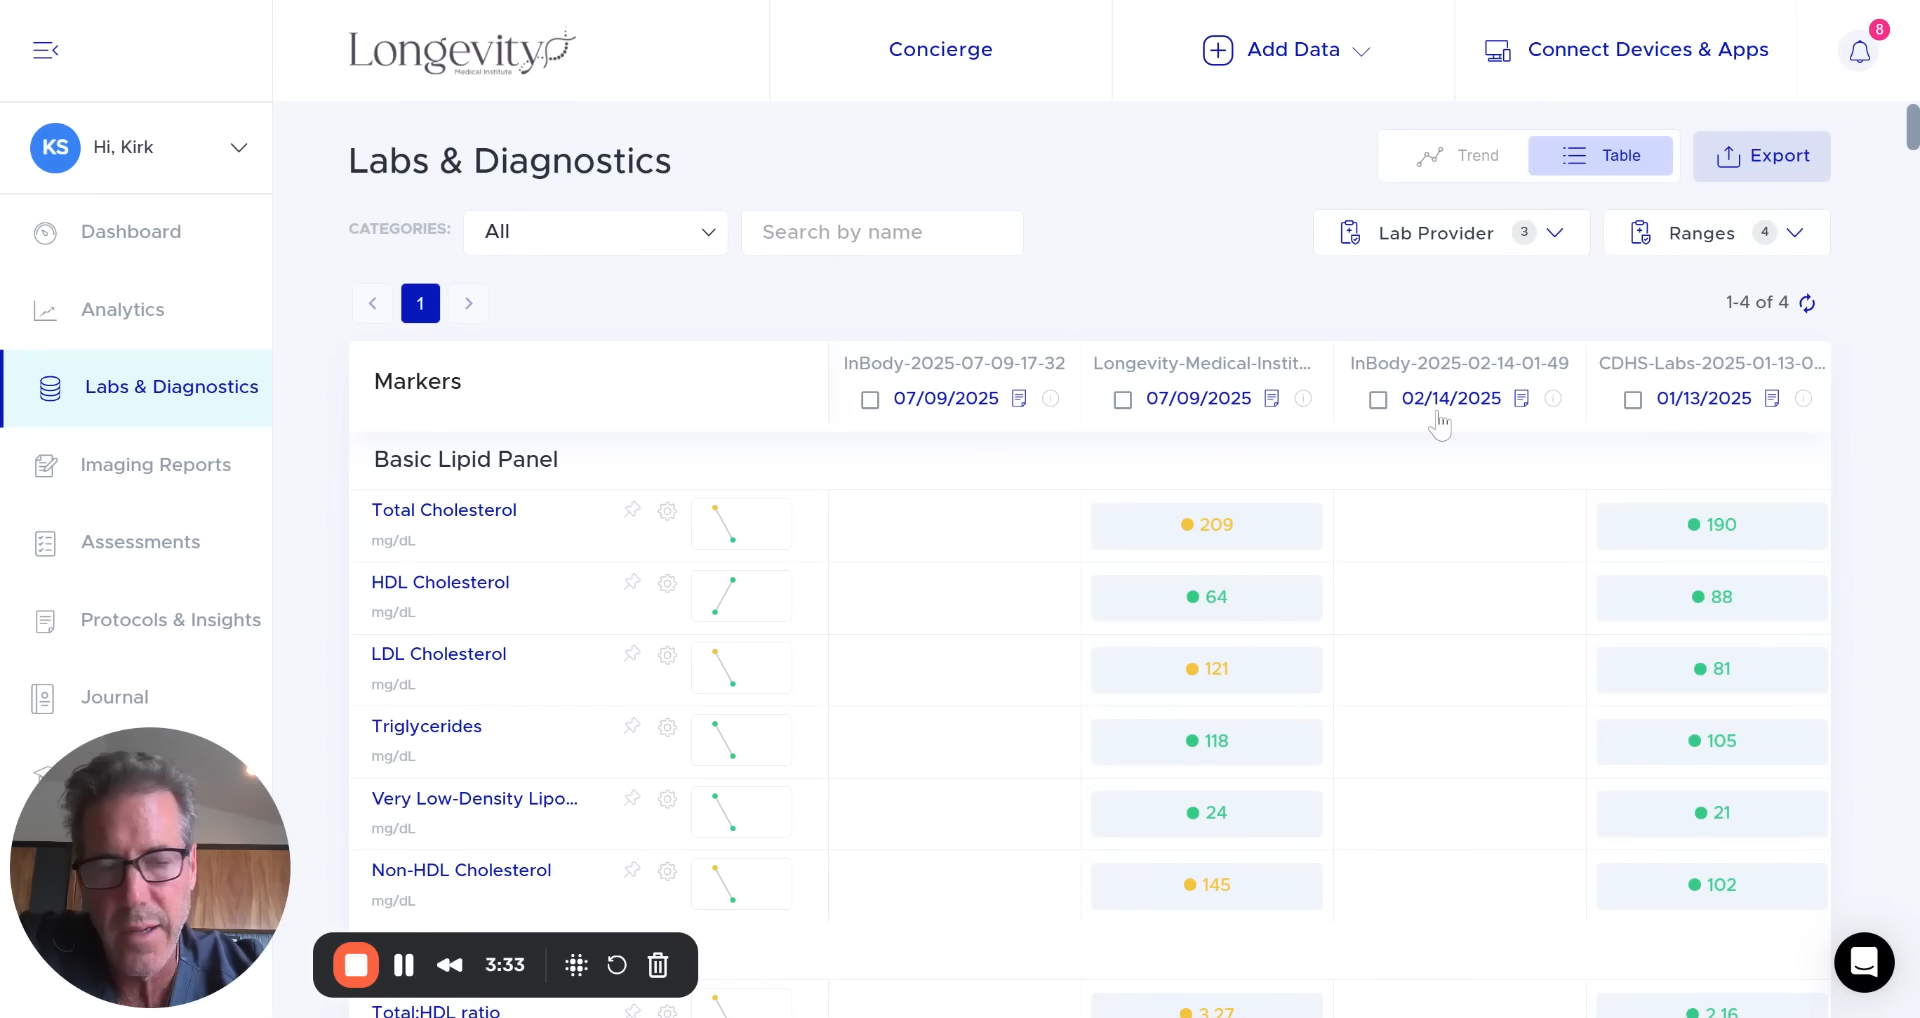 Longevity
Medical Institute
Concierge
Add Data
Connect Devices & Apps
8
KS
Hi, Kirk
Dashboard
Analytics
Labs & Diagnostics
Imaging Reports
Assessments
Protocols & Insights
Journal
Labs & Diagnostics
Trend
Table
Export
CATEGORIES:
All
Search by name
Lab Provider
3
Ranges
4
1
1-4 of 4
Markers
InBody-2025-07-09-17-32
Longevity-Medical-Instit...
InBody-2025-02-14-01-49
CDHS-Labs-2025-01-13-0...
07/09/2025
07/09/2025
02/14/2025
01/13/2025
Basic Lipid Panel
Total Cholesterol
mg/dL
209
190
HDL Cholesterol
mg/dL
64
88
LDL Cholesterol
mg/dL
121
81
Triglycerides
mg/dL
118
105
Very Low-Density Lipo...
mg/dL
24
21
Non-HDL Cholesterol
mg/dL
145
102
3:33
Total:HDL ratio
3.27
2.16